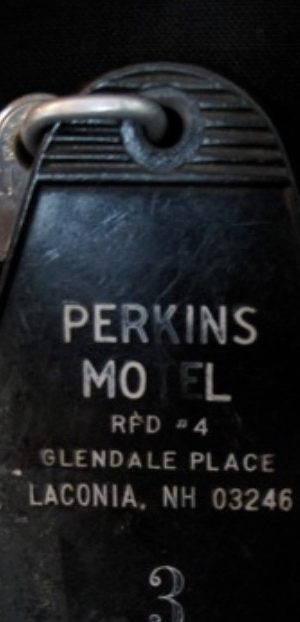 PERKINS
MOTEL
RFD #4
GLENDALE PLACE
LACONIA, NH 03246
3